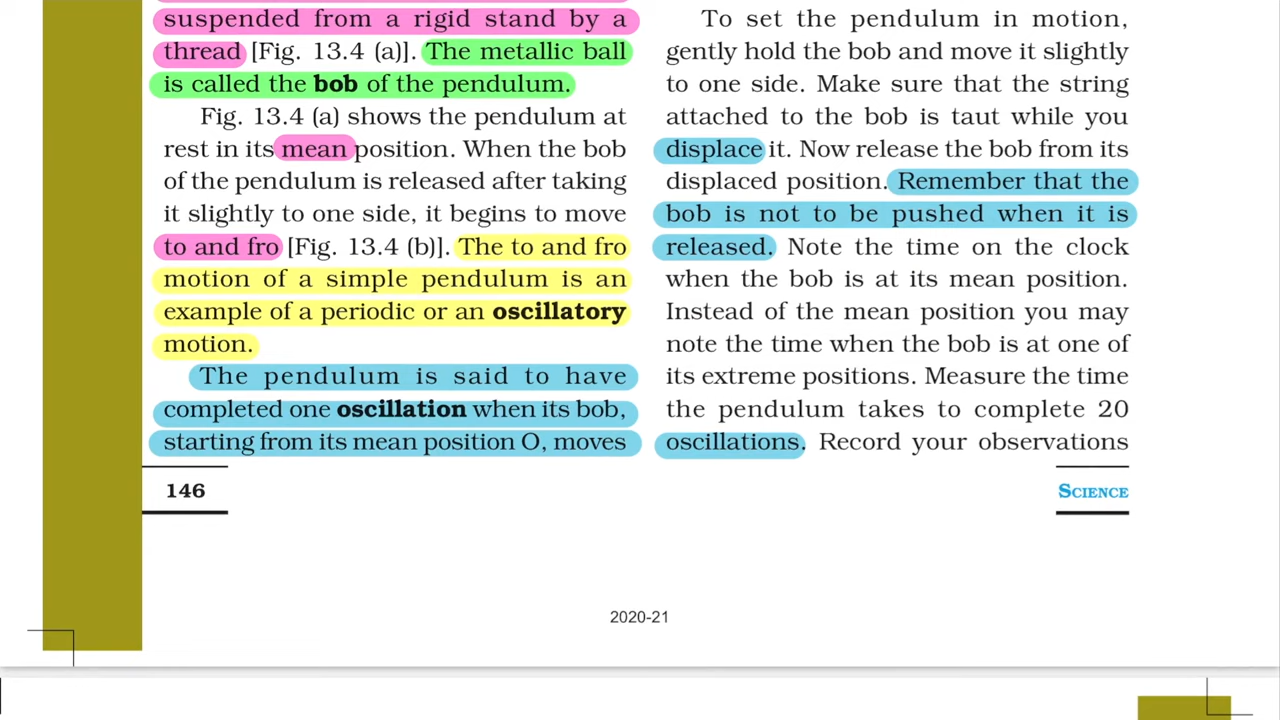 suspended from a rigid stand by a
thread [Fig. 13.4 (a)]. The metallic ball
is called the bob of the pendulum.
Fig. 13.4 (a) shows the pendulum at
rest in its mean position. When the bob
of the pendulum is released after taking
it slightly to one side, it begins to move
to and fro [Fig. 13.4 (b)]. The to and fro
motion of a simple pendulum is an
example of a periodic or an oscillatory
motion.
The pendulum is said to have
completed one oscillation when its bob,
starting from its mean position O, moves
To set the pendulum in motion,
gently hold the bob and move it slightly
to one side. Make sure that the string
attached to the bob is taut while you
displace it. Now release the bob from its
displaced position. Remember that the
bob is not to be pushed when it is
released. Note the time on the clock
when the bob is at its mean position.
Instead of the mean position you may
note the time when the bob is at one of
its extreme positions. Measure the time
the pendulum takes to complete 20
oscillations. Record your observations
146
SCIENCE
2020-21